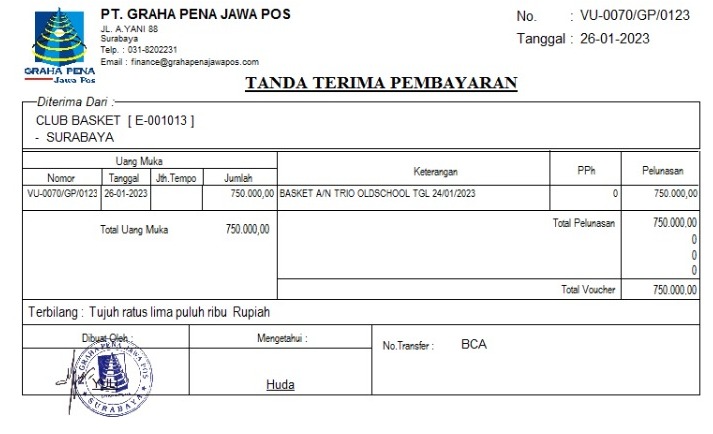 PT. GRAHA PENA JAWA POS
JL. A.YANI 88
Surabaya
Telp. : 031-8202231
Email : finance@grahapenajawapos.com
GRAHA PENA
Jawa Pos
No. : VU-0070/GP/0123
Tanggal : 26-01-2023
TANDA TERIMA PEMBAYARAN
Diterima Dari :
CLUB BASKET [ E-001013 ]
- SURABAYA
Uang Muka Keterangan PPh Pelunasan
Nomor Tanggal Jth.Tempo Jumlah
VU-0070/GP/0123 26-01-2023 750.000,00 BASKET A/N TRIO OLDSCHOOL TGL 24/01/2023 0 750.000,00
Total Uang Muka 750.000,00
Total Pelunasan 750.000,00
0
0
0
Total Voucher 750.000,00
Terbilang : Tujuh ratus lima puluh ribu Rupiah
Dibuat Oleh : Mengetahui : No.Transfer : BCA
GRAHA PENA JAWA POS
SURABAYA
Huda